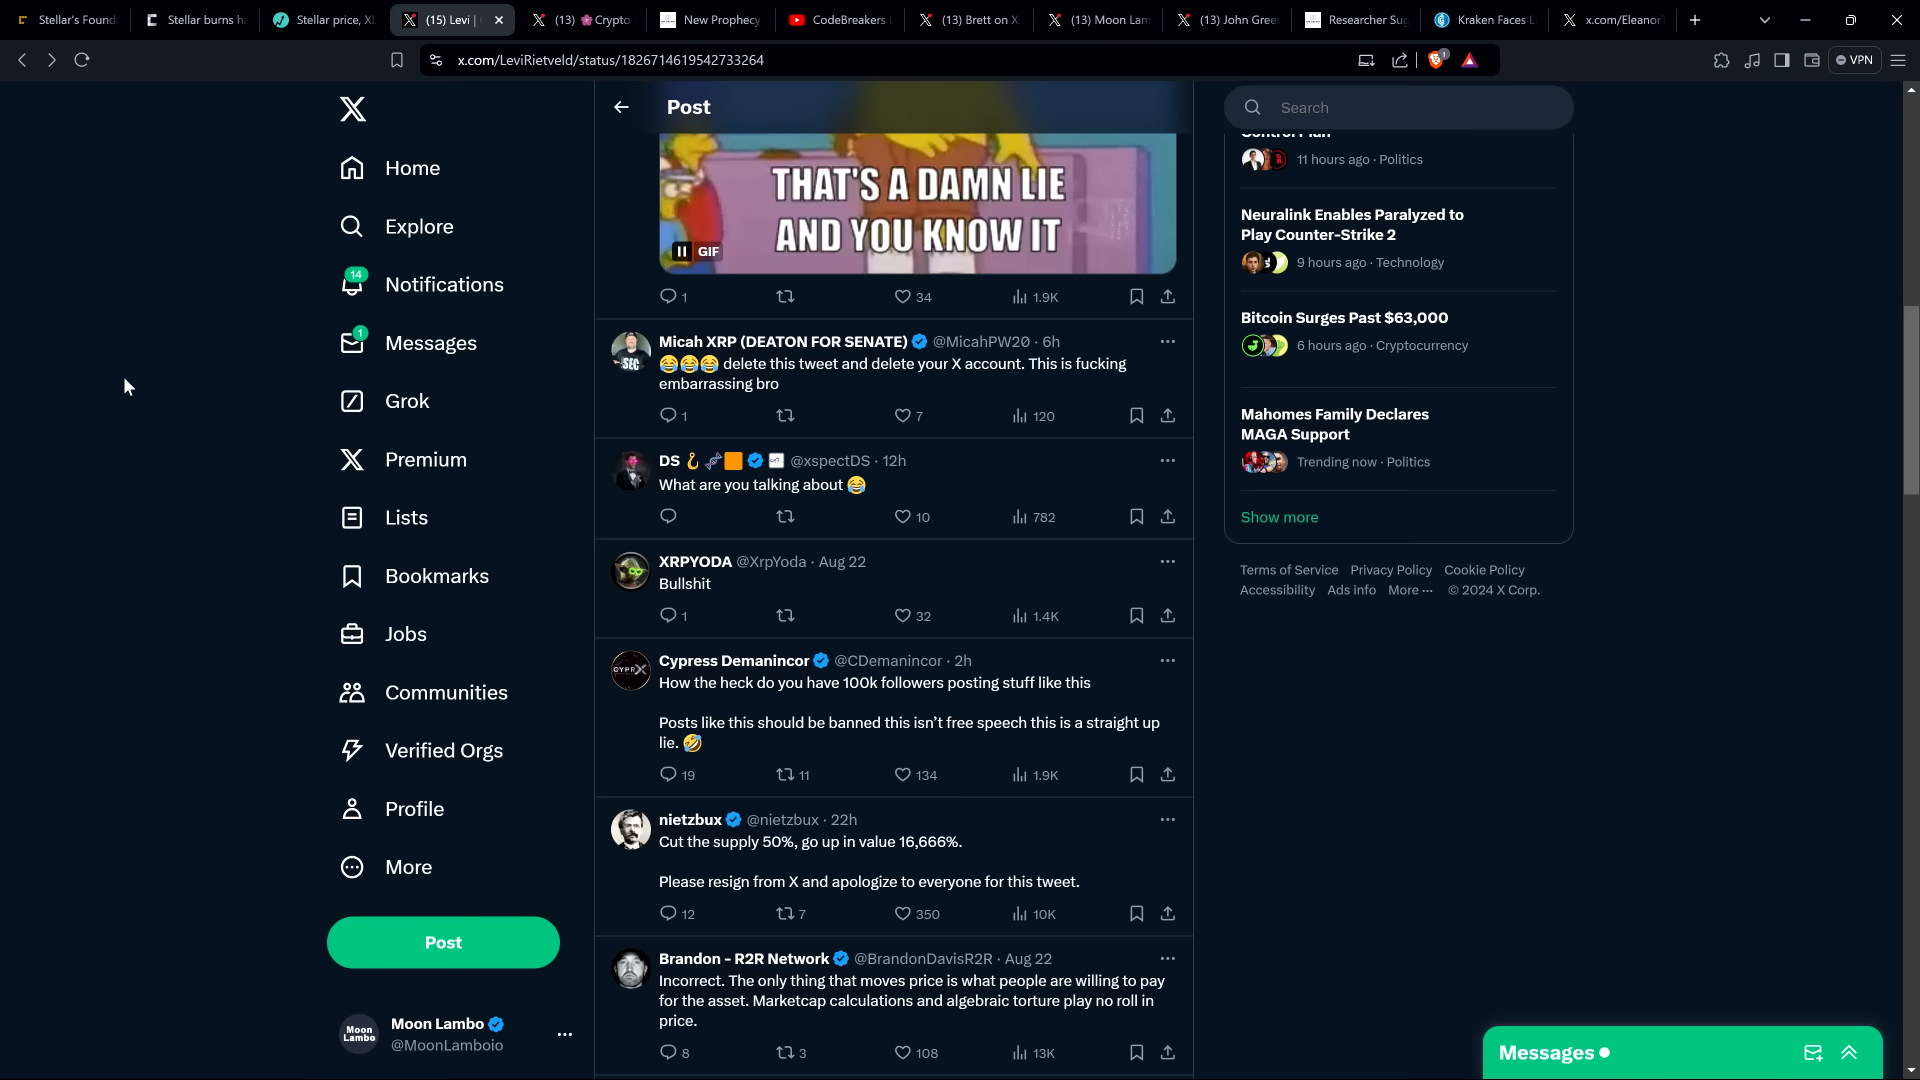 Stellar's Found
Stellar burns ha
Stellar price, XL
(15) Levi |
(13) 🌸Crypto
New Prophecy
CodeBreakers
(13) Brett on X
(13) Moon Lam
(13) John Gree
Researcher Sug
Kraken Faces L
x.com/Eleanor
x.com/LeviRietveld/status/1826714619542733264
1
VPN
Post
Search
Home
Explore
14
Notifications
1
Messages
Grok
Premium
Lists
Bookmarks
Jobs
Communities
Verified Orgs
Profile
More
Post
Moon Lambo
Moon Lambo
@MoonLamboio
THAT'S A DAMN LIE
AND YOU KNOW IT
GIF
1 34 1.9K
Micah XRP (DEATON FOR SENATE) @MicahPW20 · 6h
😂😂😂 delete this tweet and delete your X account. This is fucking
embarrassing bro
1 7 120
DS 🪝🧬🟧 @xspectDS · 12h
What are you talking about 😂
10 782
XRPYODA @XrpYoda · Aug 22
Bullshit
1 32 1.4K
CYPRX
Cypress Demanincor @CDemanincor · 2h
How the heck do you have 100k followers posting stuff like this
Posts like this should be banned this isn’t free speech this is a straight up
lie. 🤣
19 11 134 1.9K
nietzbux @nietzbux · 22h
Cut the supply 50%, go up in value 16,666%.
Please resign from X and apologize to everyone for this tweet.
12 7 350 10K
Brandon - R2R Network @BrandonDavisR2R · Aug 22
Incorrect. The only thing that moves price is what people are willing to pay
for the asset. Marketcap calculations and algebraic torture play no roll in
price.
8 3 108 13K
Control Plan
11 hours ago · Politics
Neuralink Enables Paralyzed to
Play Counter-Strike 2
9 hours ago · Technology
Bitcoin Surges Past $63,000
6 hours ago · Cryptocurrency
Mahomes Family Declares
MAGA Support
Trending now · Politics
Show more
Terms of Service Privacy Policy Cookie Policy
Accessibility Ads info More ··· © 2024 X Corp.
Messages